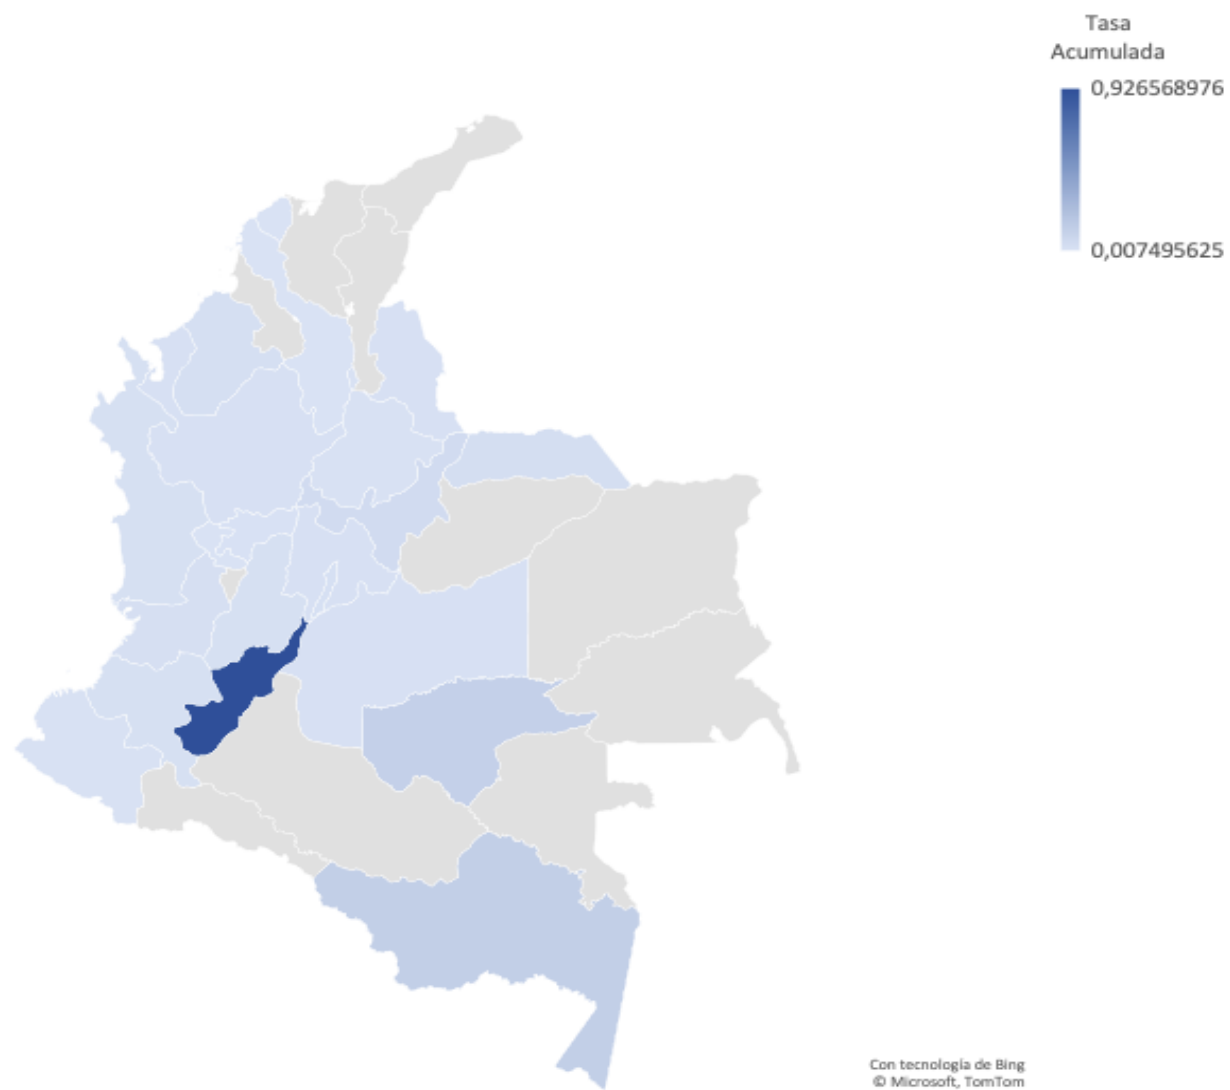 Tasa
Acumulada
0,926568976
0,007495625
Con tecnología de Bing
© Microsoft, TomTom